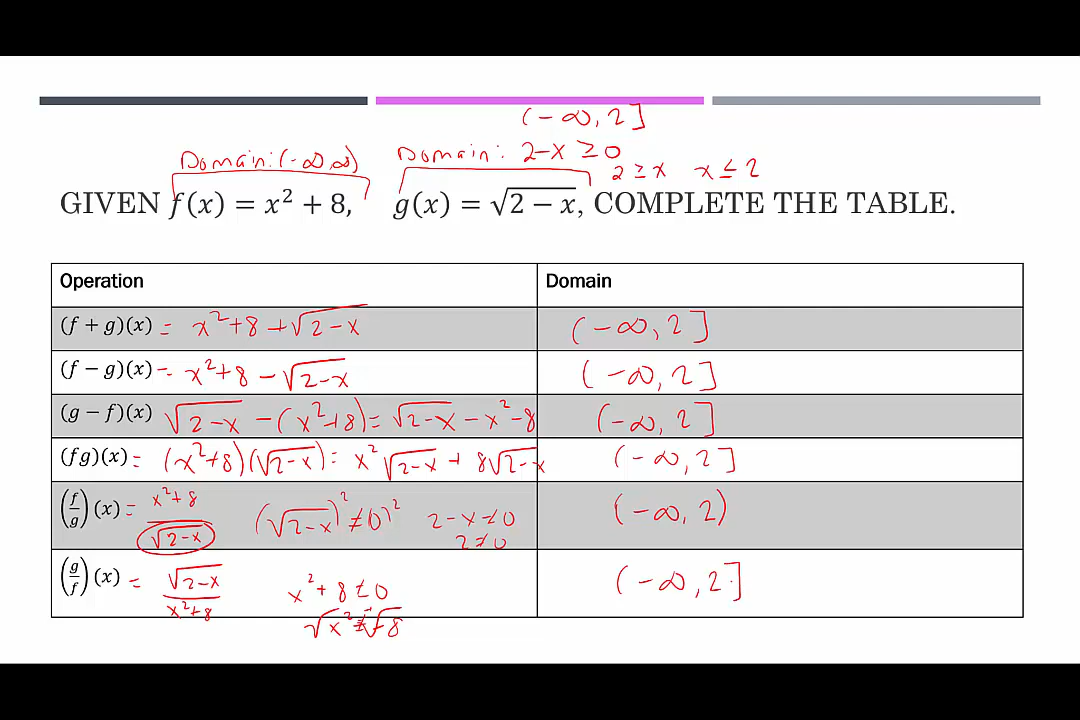 (-∞, 2]
Domain: (-∞, ∞) Domain: 2-x ≥ 0
2 ≥ x x ≤ 2
GIVEN f(x) = x² + 8, g(x) = √(2 − x), COMPLETE THE TABLE.
Operation Domain
(f + g)(x) = x²+8 + √(2-x) (-∞, 2]
(f − g)(x) = x²+8 - √(2-x) (-∞, 2]
(g − f)(x) √(2-x) - (x²+8) = √(2-x) - x² - 8 (-∞, 2]
(fg)(x) = (x²+8)(√(2-x)) = x²√(2-x) + 8√(2-x) (-∞, 2]
(f/g)(x) = (x²+8)/√(2-x) (√(2-x))² ≠ 0)² 2-x ≠ 0 (-∞, 2)
2 ≠ 0
(g/f)(x) = √(2-x)/(x²+8) x² + 8 ≠ 0 (-∞, 2]
√x² ≠ √-8